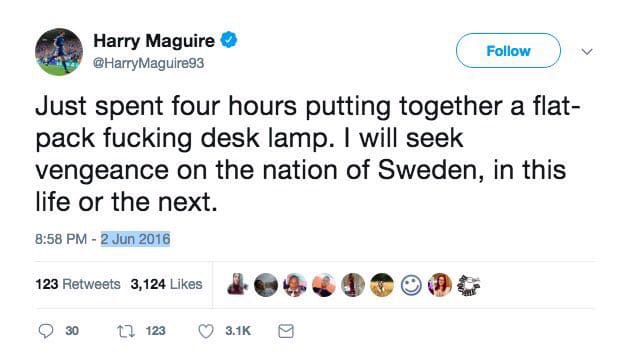 Harry Maguire
Follow
@HarryMaguire93
Just spent four hours putting together a flat-
pack fucking desk lamp. I will seek
vengeance on the nation of Sweden, in this
life or the next.
8:58 PM - 2 Jun 2016
123 Retweets 3,124 Likes
30 123 3.1K